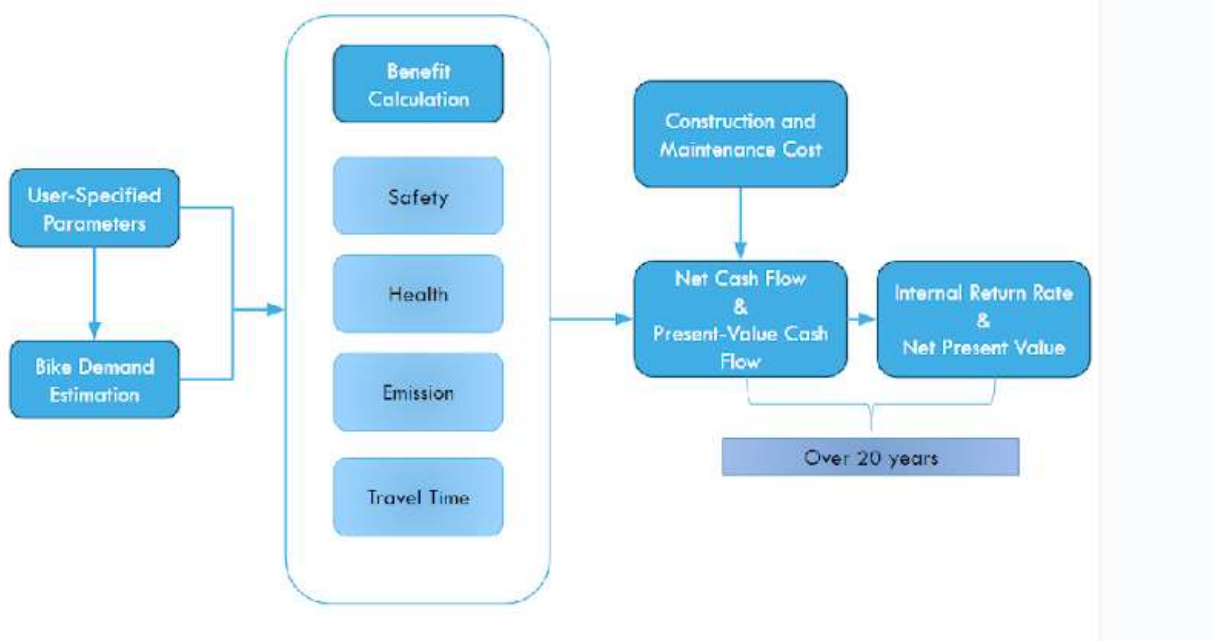 User-Specified
Parameters
Bike Demand
Estimation
Benefit
Calculation
Safety
Health
Emission
Travel Time
Construction and
Maintenance Cost
Net Cash Flow
&
Present-Value Cash
Flow
Internal Return Rate
&
Net Present Value
Over 20 years